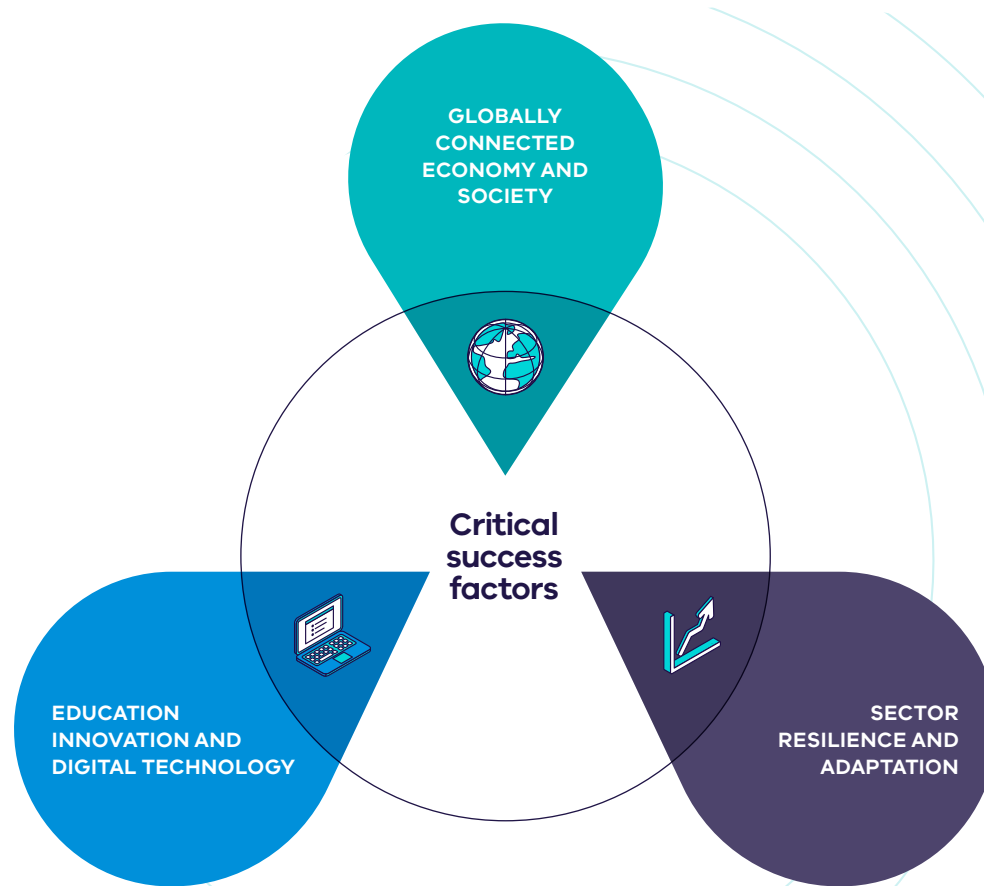 GLOBALLY
CONNECTED
ECONOMY AND
SOCIETY
Critical
success
factors
EDUCATION
INNOVATION AND
DIGITAL TECHNOLOGY
SECTOR
RESILIENCE AND
ADAPTATION